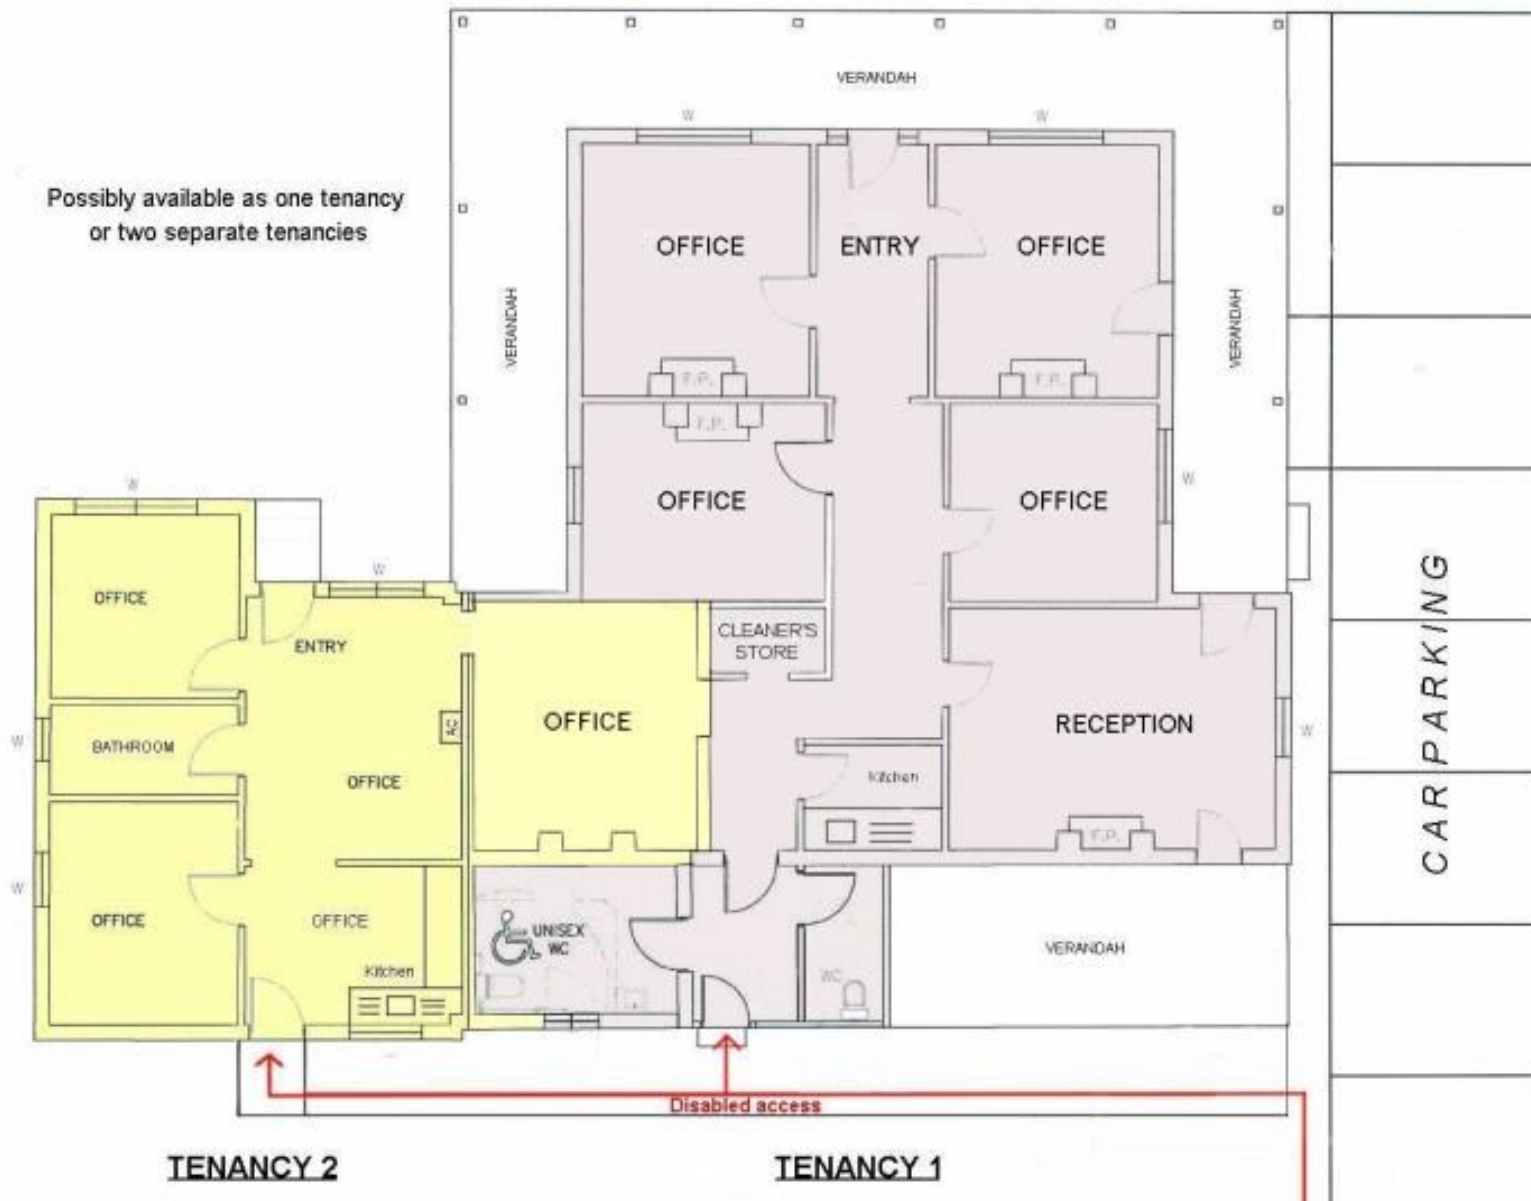 VERANDAH
W
W
Possibly available as one tenancy
or two separate tenancies
OFFICE
ENTRY
OFFICE
VERANDAH
VERANDAH
F.P.
F.P.
F.P.
W
OFFICE
OFFICE
W
W
OFFICE
ENTRY
CLEANER'S
STORE
CAR PARKING
OFFICE
RECEPTION
W
AC
W
BATHROOM
OFFICE
Kitchen
F.P.
W
OFFICE
OFFICE
UNISEX
WC
VERANDAH
Kitchen
WC
Disabled access
TENANCY 2
TENANCY 1